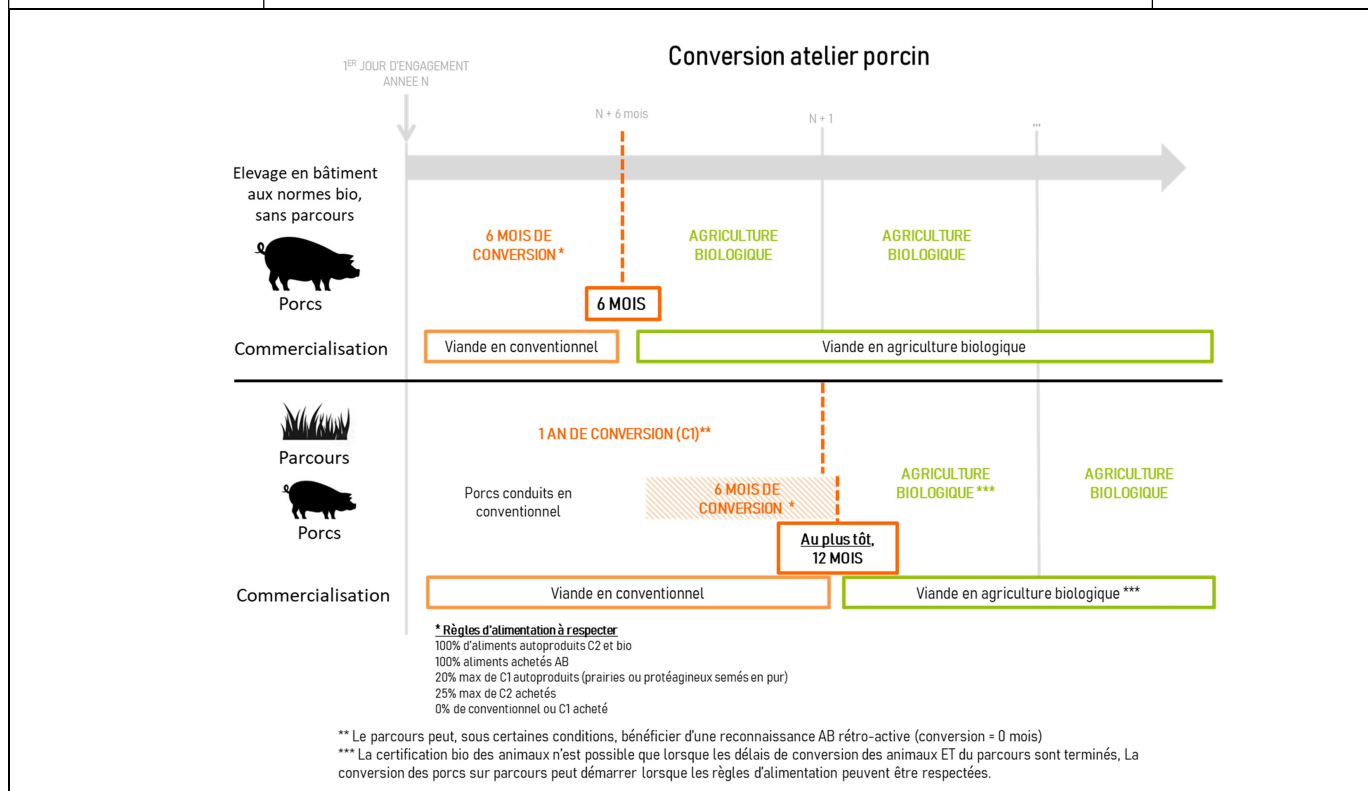 Conversion atelier porcin
1ER JOUR D'ENGAGEMENT
ANNEE N
N + 6 mois
N + 1
...
Elevage en bâtiment
aux normes bio,
sans parcours
6 MOIS DE
CONVERSION *
AGRICULTURE
BIOLOGIQUE
AGRICULTURE
BIOLOGIQUE
Porcs
6 MOIS
Commercialisation
Viande en conventionnel
Viande en agriculture biologique
1 AN DE CONVERSION (C1)**
Parcours
Porcs conduits en
conventionnel
6 MOIS DE
CONVERSION *
AGRICULTURE
BIOLOGIQUE ***
AGRICULTURE
BIOLOGIQUE
Porcs
Au plus tôt,
12 MOIS
Commercialisation
Viande en conventionnel
Viande en agriculture biologique ***
* Règles d'alimentation à respecter
100% d'aliments autoproduits C2 et bio
100% aliments achetés AB
20% max de C1 autoproduits (prairies ou protéagineux semés en pur)
25% max de C2 achetés
0% de conventionnel ou C1 acheté
** Le parcours peut, sous certaines conditions, bénéficier d'une reconnaissance AB rétro-active (conversion = 0 mois)
*** La certification bio des animaux n'est possible que lorsque les délais de conversion des animaux ET du parcours sont terminés, La
conversion des porcs sur parcours peut démarrer lorsque les règles d'alimentation peuvent être respectées.